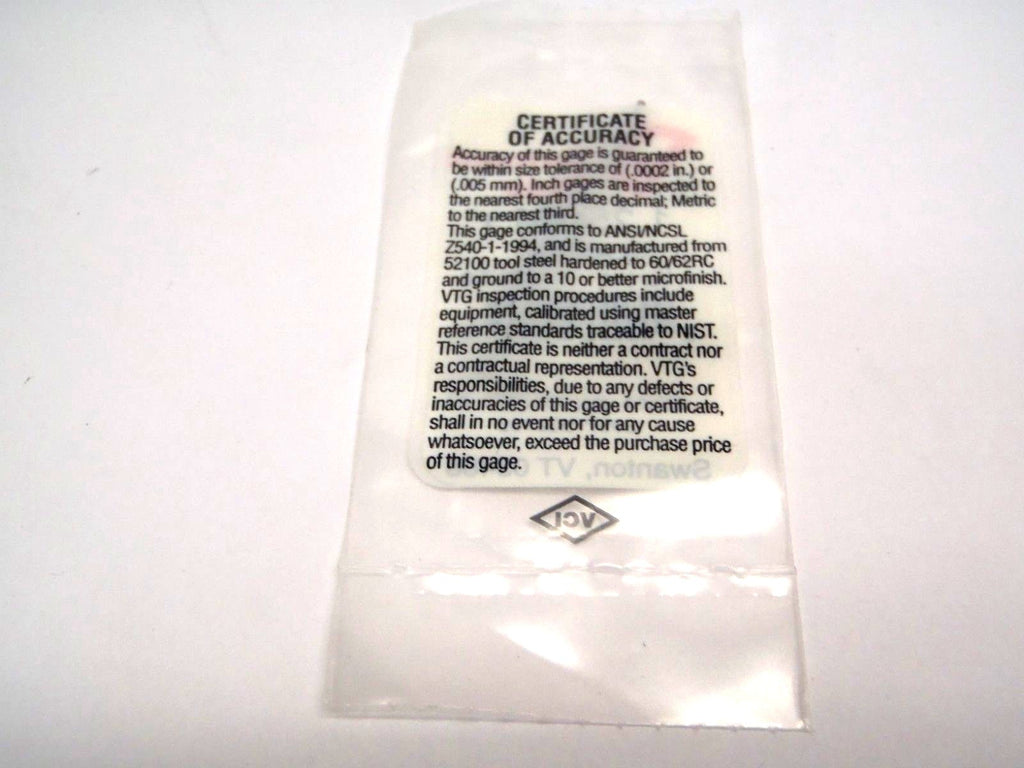 CERTIFICATE
OF ACCURACY
Accuracy of this gage is guaranteed to
be within size tolerance of (.0002 in.) or
(.005 mm). Inch gages are inspected to
the nearest fourth place decimal; Metric
to the nearest third.
This gage conforms to ANSI/NCSL
Z540-1-1994, and is manufactured from
52100 tool steel hardened to 60/62RC
and ground to a 10 or better microfinish.
VTG inspection procedures include
equipment, calibrated using master
reference standards traceable to NIST.
This certificate is neither a contract nor
a contractual representation. VTG's
responsibilities, due to any defects or
inaccuracies of this gage or certificate,
shall in no event nor for any cause
whatsoever, exceed the purchase price
of this gage.
Swanton, VT
VCI